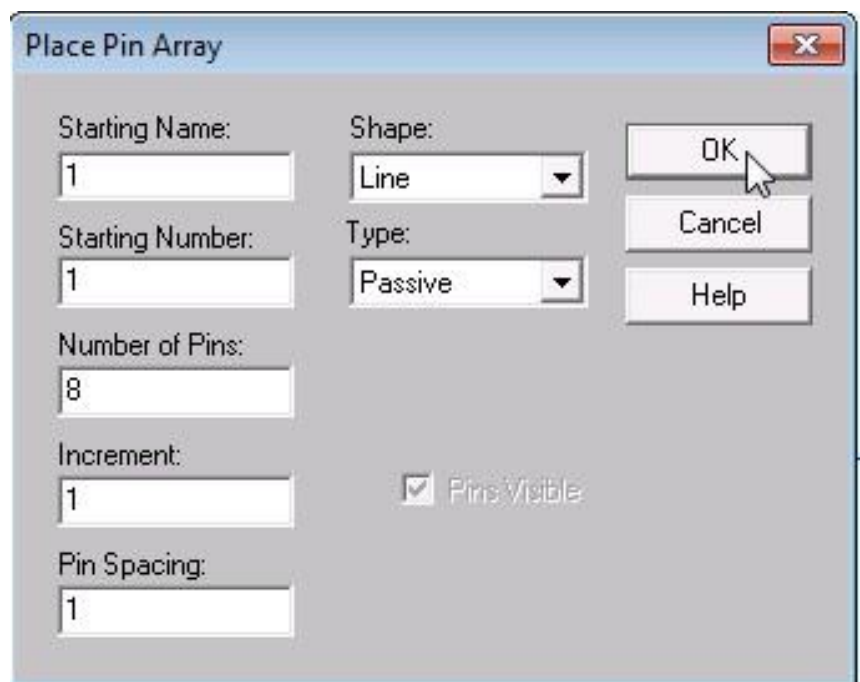 Place Pin Array
Starting Name:
1
Starting Number:
1
Number of Pins:
8
Increment:
1
Pin Spacing:
1
Shape:
Line
Type:
Passive
Pins Visible
OK
Cancel
Help